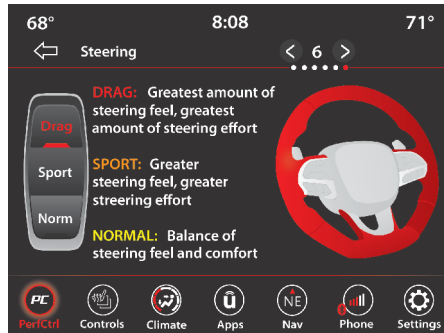 68° 8:08 71°
Steering < 6 >
DRAG: Greatest amount of
steering feel, greatest
amount of steering effort
Drag
Sport
Norm
SPORT: Greater
steering feel, greater
streering effort
NORMAL: Balance of
steering feel and comfort
PC
PerfCtrl
Controls
Climate
û
Apps
NE
Nav
Phone
Settings